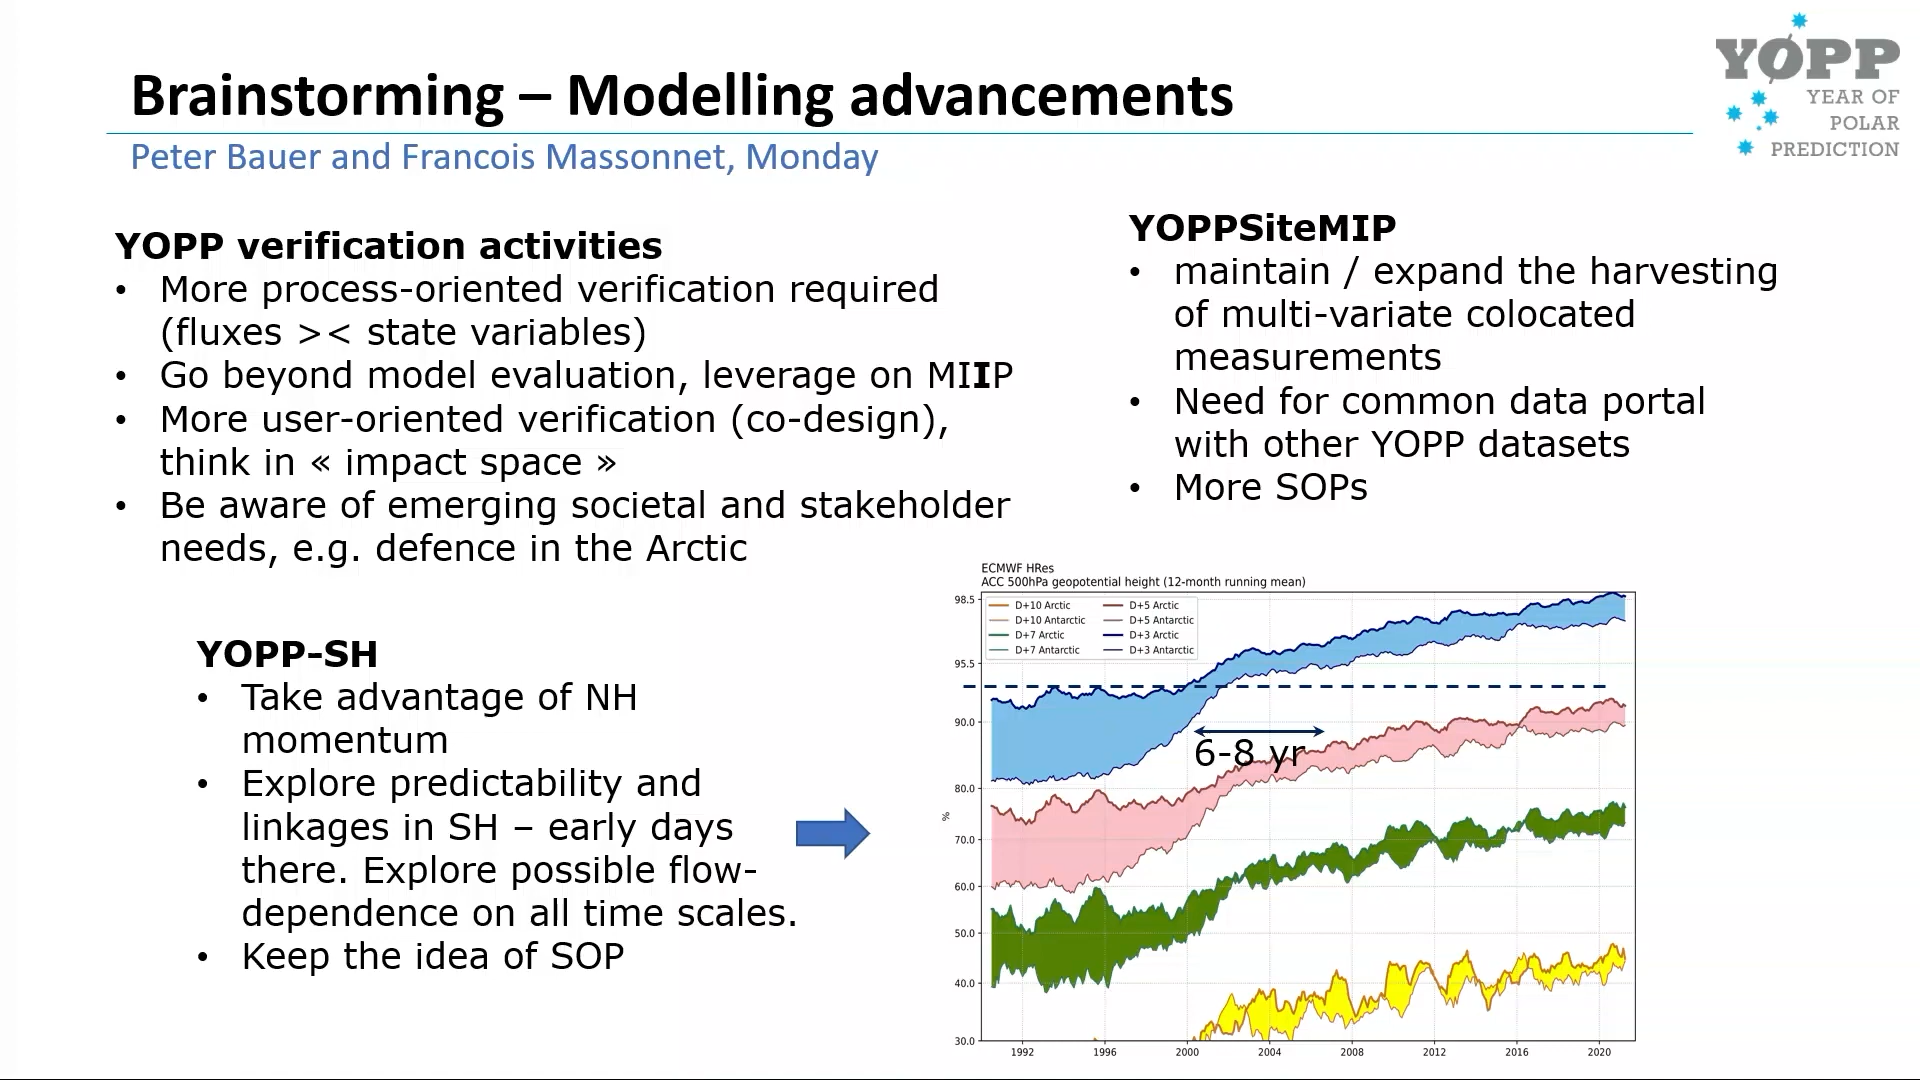 Brainstorming – Modelling advancements
Peter Bauer and Francois Massonnet, Monday
YOPP
YEAR OF
POLAR
PREDICTION
YOPP verification activities
• More process-oriented verification required
(fluxes >< state variables)
• Go beyond model evaluation, leverage on MIIP
• More user-oriented verification (co-design),
think in « impact space »
• Be aware of emerging societal and stakeholder
needs, e.g. defence in the Arctic
YOPPSiteMIP
• maintain / expand the harvesting
of multi-variate colocated
measurements
• Need for common data portal
with other YOPP datasets
• More SOPs
YOPP-SH
• Take advantage of NH
momentum
• Explore predictability and
linkages in SH – early days
there. Explore possible flow-
dependence on all time scales.
• Keep the idea of SOP
ECMWF HRes
ACC 500hPa geopotential height (12-month running mean)
D+10 Arctic D+5 Arctic
D+10 Antarctic D+5 Antarctic
D+7 Arctic D+3 Arctic
D+7 Antarctic D+3 Antarctic
98.5
95.5
90.0
6-8 yr
80.0
%
70.0
60.0
50.0
40.0
30.0
1992 1996 2000 2004 2008 2012 2016 2020